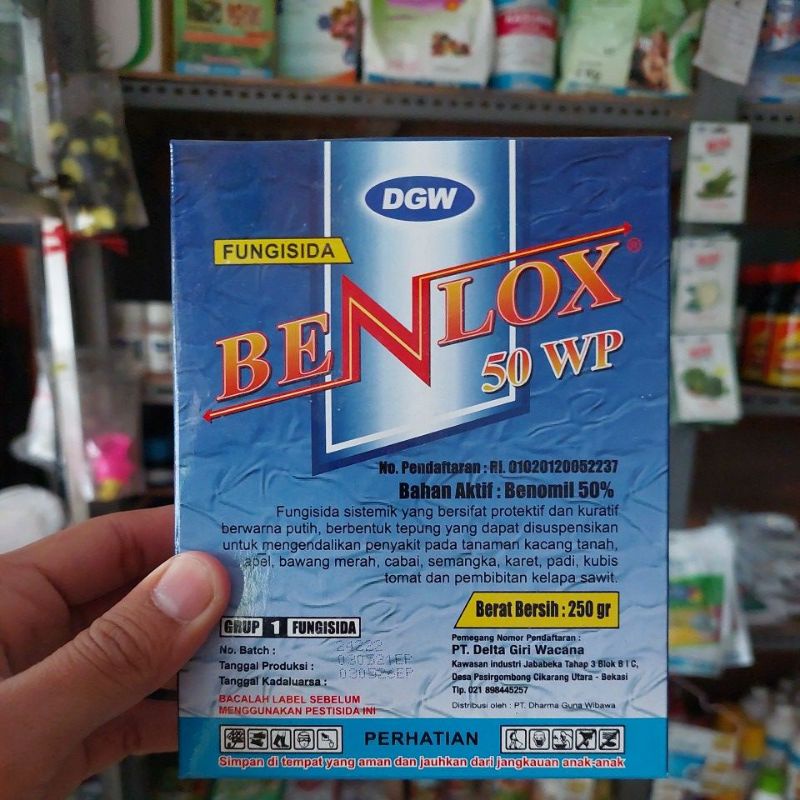 DGW
FUNGISIDA
BENLOX®
50 WP
No. Pendaftaran : RI. 01020120052237
Bahan Aktif : Benomil 50%
Fungisida sistemik yang bersifat protektif dan kuratif
berwarna putih, berbentuk tepung yang dapat disuspensikan
untuk mengendalikan penyakit pada tanaman kacang tanah,
apel, bawang merah, cabai, semangka, karet, padi, kubis
tomat dan pembibitan kelapa sawit.
Berat Bersih : 250 gr
GRUP 1 FUNGISIDA
No. Batch : 24222
Tanggal Produksi : 030521EP
Tanggal Kadaluarsa :
BACALAH LABEL SEBELUM
MENGGUNAKAN PESTISIDA INI
Pemegang Nomor Pendaftaran :
PT. Delta Giri Wacana
Kawasan industri Jababeka Tahap 3 Blok B I C,
Desa Pasirgombong Cikarang Utara - Bekasi
Tlp. 021 898445257
Distribusi oleh : PT. Dharma Guna Wibawa
PERHATIAN
Simpan di tempat yang aman dan jauhkan dari jangkauan anak-anak